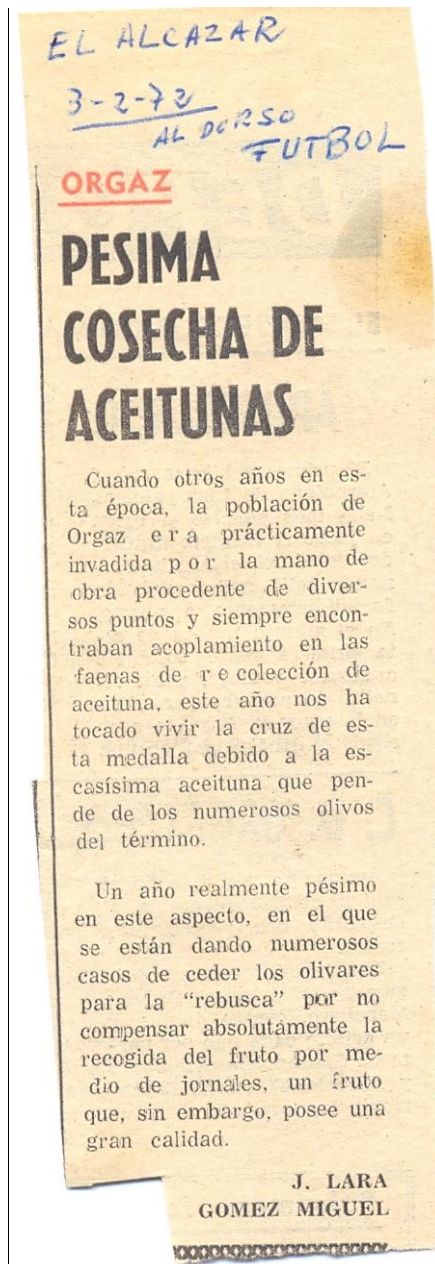 EL ALCAZAR
3-2-72
AL DORSO
FUTBOL
ORGAZ
PESIMA
COSECHA DE
ACEITUNAS
Cuando otros años en es-
ta época, la población de
Orgaz era prácticamente
invadida por la mano de
obra procedente de diver-
sos puntos y siempre encon-
traban acoplamiento en las
faenas de recolección de
aceituna, este año nos ha
tocado vivir la cruz de es-
ta medalla debido a la es-
casísima aceituna que pen-
de de los numerosos olivos
del término.
Un año realmente pésimo
en este aspecto, en el que
se están dando numerosos
casos de ceder los olivares
para la "rebusca" por no
compensar absolutamente la
recogida del fruto por me-
dio de jornales, un fruto
que, sin embargo, posee una
gran calidad.
J. LARA
GOMEZ MIGUEL